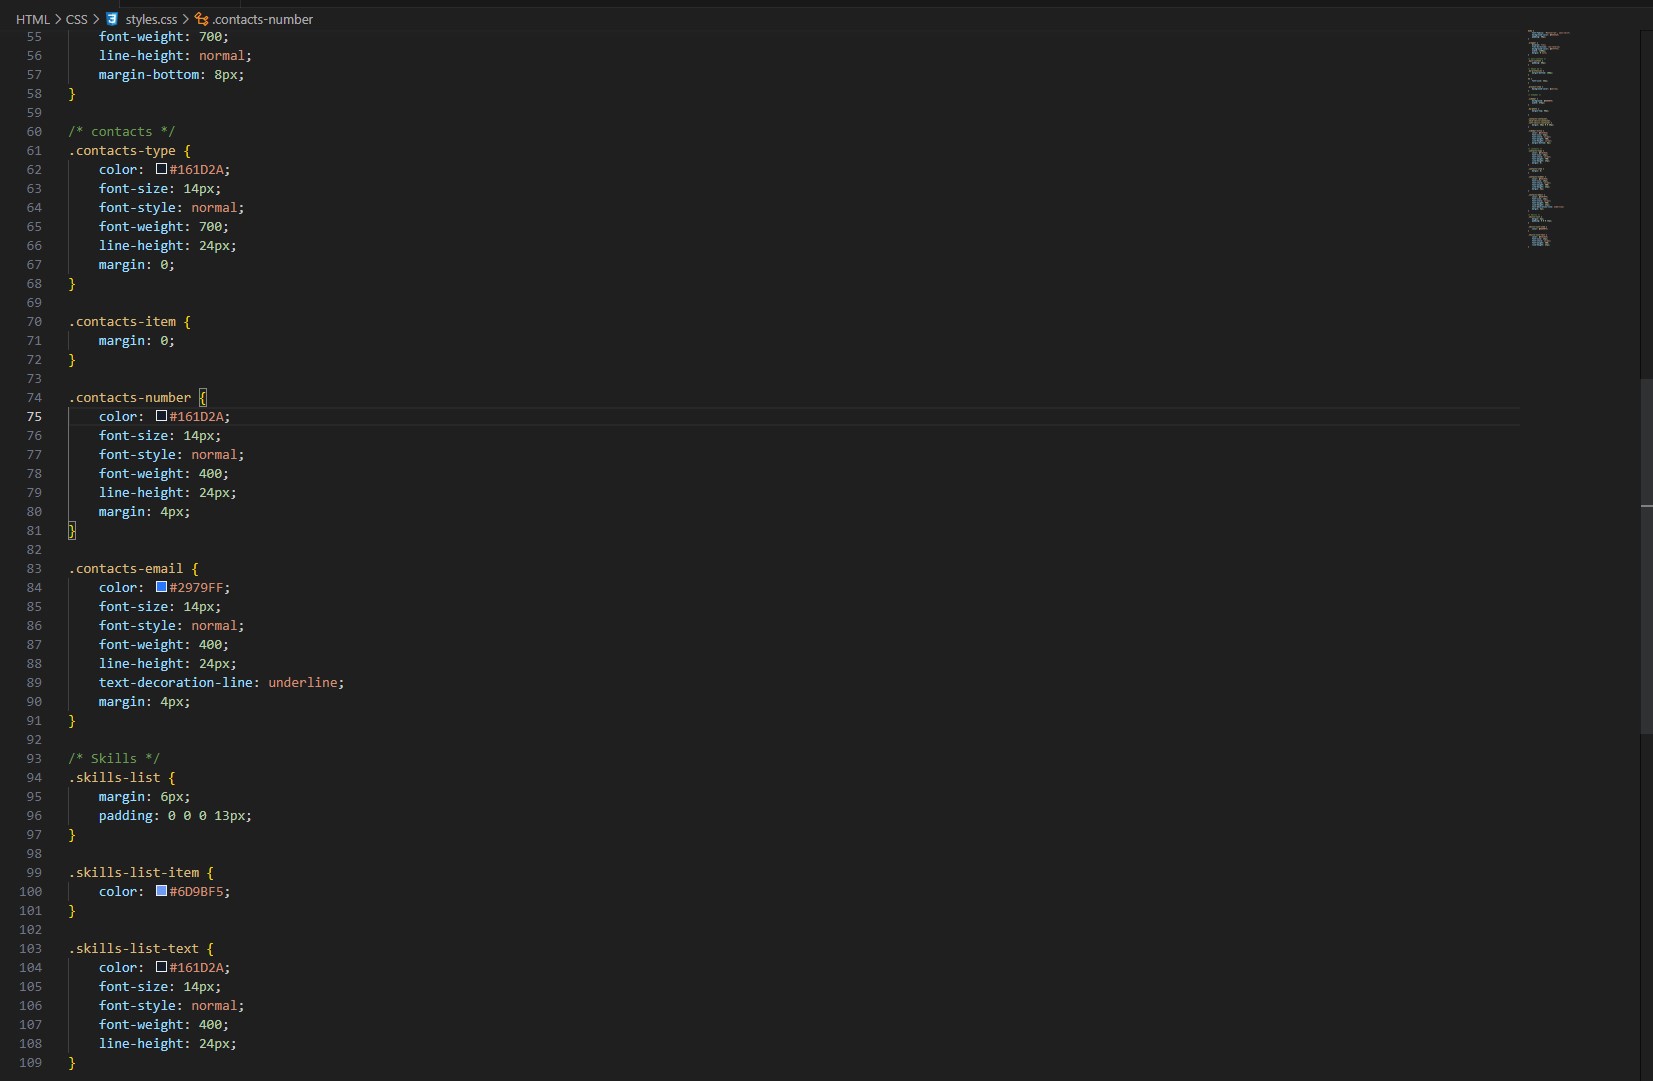 HTML > CSS > styles.css > .contacts-number
55 font-weight: 700;
56 line-height: normal;
57 margin-bottom: 8px;
58 }
59
60 /* contacts */
61 .contacts-type {
62 color: #161D2A;
63 font-size: 14px;
64 font-style: normal;
65 font-weight: 700;
66 line-height: 24px;
67 margin: 0;
68 }
69
70 .contacts-item {
71 margin: 0;
72 }
73
74 .contacts-number {
75 color: #161D2A;
76 font-size: 14px;
77 font-style: normal;
78 font-weight: 400;
79 line-height: 24px;
80 margin: 4px;
81 }
82
83 .contacts-email {
84 color: #2979FF;
85 font-size: 14px;
86 font-style: normal;
87 font-weight: 400;
88 line-height: 24px;
89 text-decoration-line: underline;
90 margin: 4px;
91 }
92
93 /* Skills */
94 .skills-list {
95 margin: 6px;
96 padding: 0 0 0 13px;
97 }
98
99 .skills-list-item {
100 color: #6D9BF5;
101 }
102
103 .skills-list-text {
104 color: #161D2A;
105 font-size: 14px;
106 font-style: normal;
107 font-weight: 400;
108 line-height: 24px;
109 }